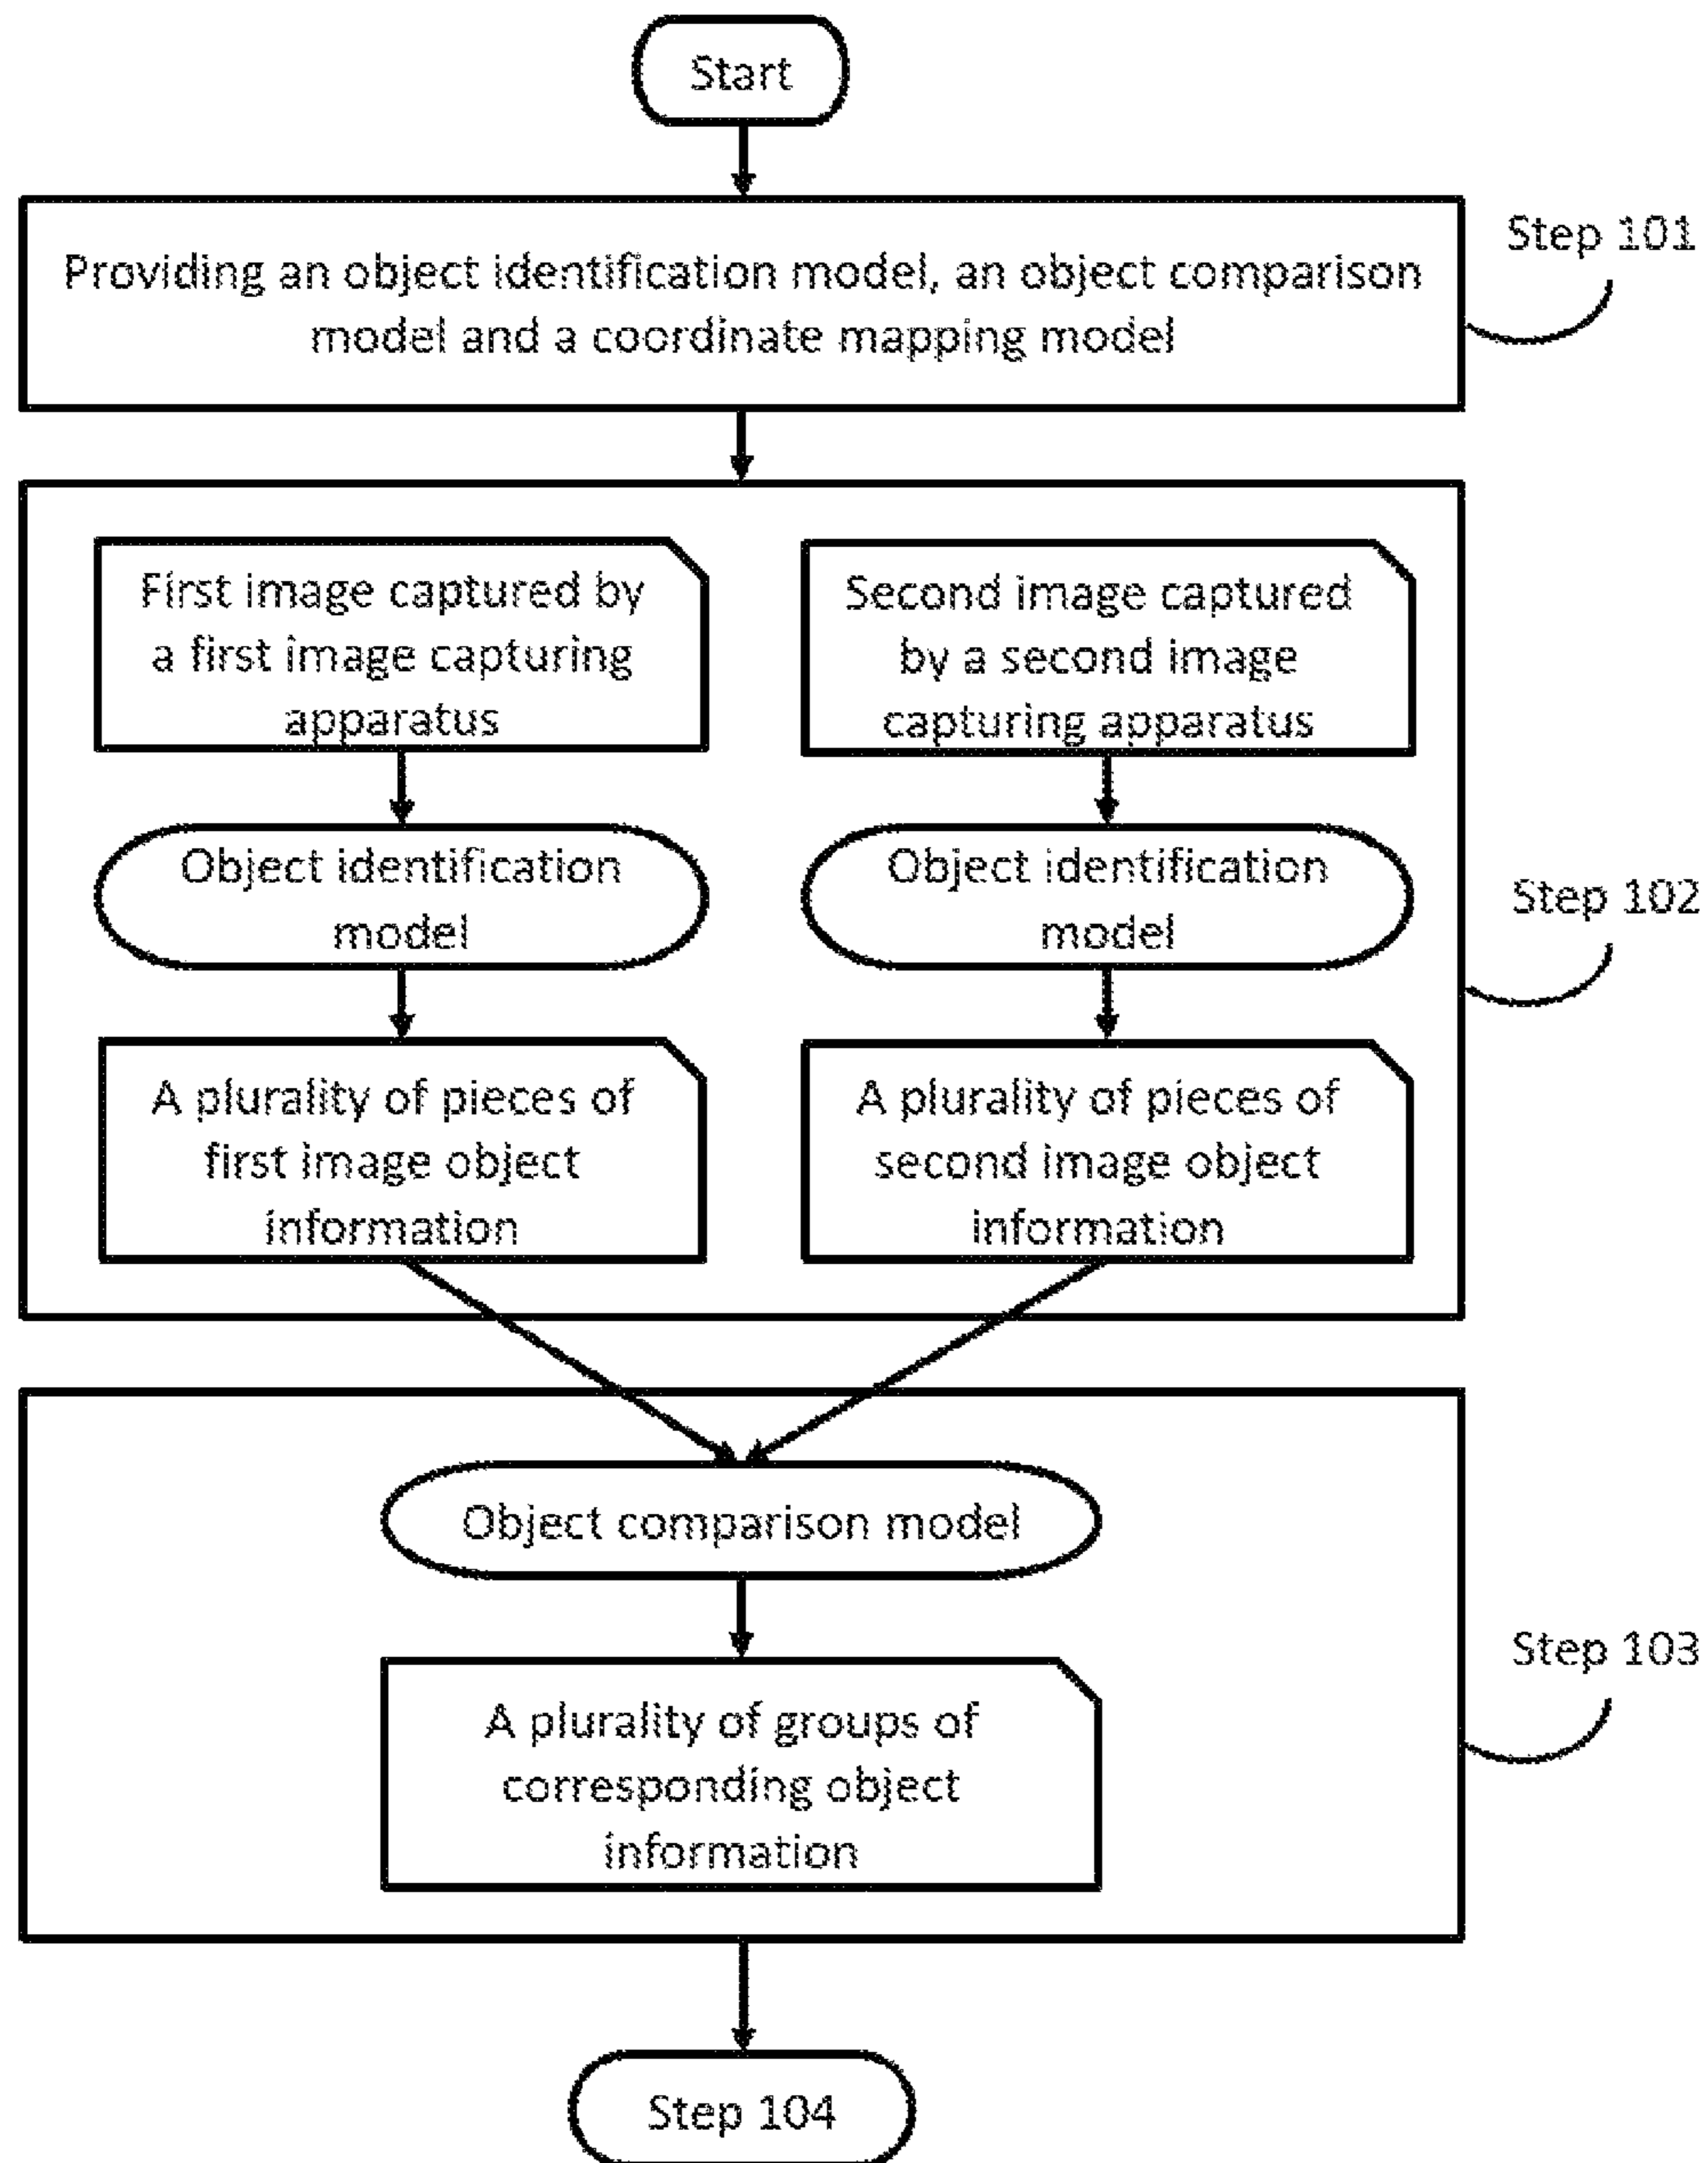 Start
Step 101
Providing an object identification model, an object comparison
model and a coordinate mapping model
First image captured by
a first image capturing
apparatus
Second image captured
by a second image
capturing apparatus
Object identification
model
Object identification
model
Step 102
A plurality of pieces of
first image object
information
A plurality of pieces of
second image object
information
Object comparison model
Step 103
A plurality of groups of
corresponding object
information
Step 104